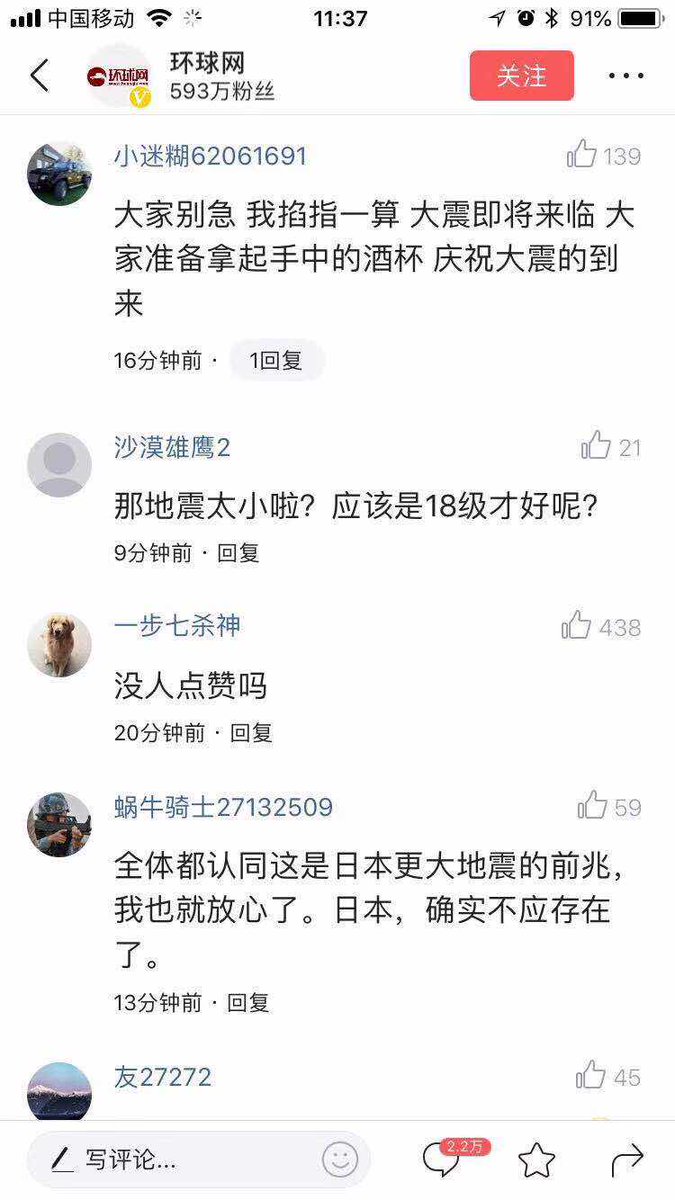 中国移动 11:37 91%
环球网
环球网
593万粉丝
关注
小迷糊62061691 139
大家别急 我掐指一算 大震即将来临 大
家准备拿起手中的酒杯 庆祝大震的到
来
16分钟前 · 1回复
沙漠雄鹰2 21
那地震太小啦？应该是18级才好呢？
9分钟前 · 回复
一步七杀神 438
没人点赞吗
20分钟前 · 回复
蜗牛骑士27132509 59
全体都认同这是日本更大地震的前兆，
我也就放心了。日本，确实不应存在
了。
13分钟前 · 回复
友27272 45
写评论... 2.2万